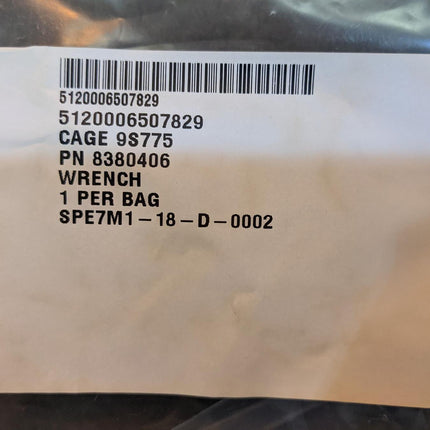 5120006507829
5120006507829
CAGE 9S775
PN 8380406
WRENCH
1 PER BAG
SPE7M1-18-D-0002